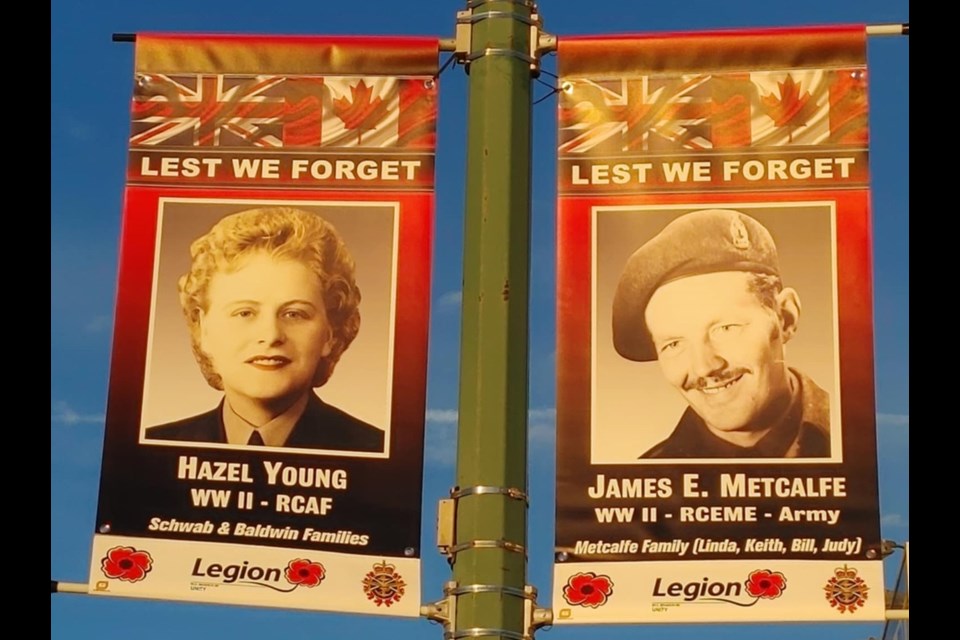 LEST WE FORGET
HAZEL YOUNG
WW II - RCAF
Schwab & Baldwin Families
Legion
LEST WE FORGET
JAMES E. METCALFE
WW II - RCEME - Army
Metcalfe Family (Linda, Keith, Bill, Judy)
Legion